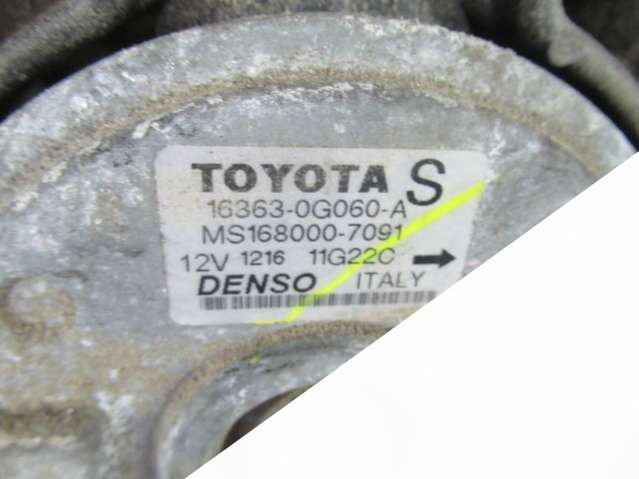 TOYOTA S
16363-0G060-A
MS168000-7091
12V 1216 11G22C
DENSO ITALY